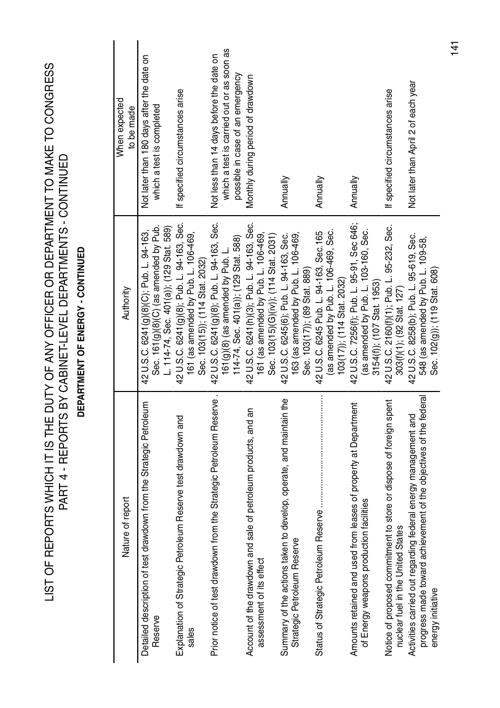 LIST OF REPORTS WHICH IT IS THE DUTY OF ANY OFFICER OR DEPARTMENT TO MAKE TO CONGRESS
PART 4 - REPORTS BY CABINET-LEVEL DEPARTMENTS - CONTINUED
DEPARTMENT OF ENERGY - CONTINUED
Nature of report
Authority
When expected
to be made
Detailed description of test drawdown from the Strategic Petroleum
Reserve
42 U.S.C. 6241(g)(8)(C); Pub. L. 94-163,
Sec. 161(g)(8)(C) (as amended by Pub.
L. 114-74, Sec. 401(a)); (129 Stat. 589)
Not later than 180 days after the date on
which a test is completed
Explanation of Strategic Petroleum Reserve test drawdown and
sales
42 U.S.C. 6241(g)(8); Pub. L. 94-163, Sec.
161 (as amended by Pub. L. 106-469,
Sec. 103(15)); (114 Stat. 2032)
If specified circumstances arise
Prior notice of test drawdown from the Strategic Petroleum Reserve .
42 U.S.C. 6241(g)(8); Pub. L. 94-163, Sec.
161(g)(8) (as amended by Pub. L.
114-74, Sec. 401(a)); (129 Stat. 588)
Not less than 14 days before the date on
which a test is carried out or as soon as
possible in case of an emergency
Account of the drawdown and sale of petroleum products, and an
assessment of its effect
42 U.S.C. 6241(h)(3); Pub. L. 94-163, Sec.
161 (as amended by Pub. L. 106-469,
Sec. 103(15)(G)(iv)); (114 Stat. 2031)
Monthly during period of drawdown
Summary of the actions taken to develop, operate, and maintain the
Strategic Petroleum Reserve
42 U.S.C. 6245(6); Pub. L. 94-163, Sec.
163 (as amended by Pub. L. 106-469,
Sec. 103(17)); (89 Stat. 889)
Annually
Status of Strategic Petroleum Reserve ....................................................
42 U.S.C. 6245 Pub. L. 94-163, Sec. 165
(as amended by Pub. L. 106-469, Sec.
103(17)); (114 Stat. 2032)
Annually
Amounts retained and used from leases of property at Department
of Energy weapons production facilities
42 U.S.C. 7256(f); Pub. L. 95-91, Sec 646;
(as amended by Pub. L. 103-160, Sec.
3154(f)); (107 Stat. 1953)
Annually
Notice of proposed commitment to store or dispose of foreign spent
nuclear fuel in the United States
42 U.S.C. 2160(f)(1); Pub. L. 95-232, Sec.
303(f)(1); (92 Stat. 127)
If specified circumstances arise
Activities carried out regarding federal energy management and
progress made toward achievement of the objectives of the federal
energy initiative
42 U.S.C. 8258(b); Pub. L. 95-619, Sec.
548 (as amended by Pub. L. 109-58,
Sec. 102(g)); (119 Stat. 608)
Not later than April 2 of each year
141